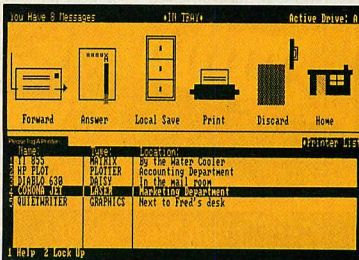 You Have 8 Messages *IN TRAY* Active Drive: A
Forward Answer Local Save Print Discard Home
Please Tag A Printer: Printer List
Name: Type: Location:
TI 855 MATRIX By the Water Cooler
HP PLOT PLOTTER Accounting Department
DIABLO 630 DAISY In the mail room
CORONA JET LASER Marketing Department
QUIETWRITER GRAPHICS Next to Fred's desk
1 Help 2 Lock Up